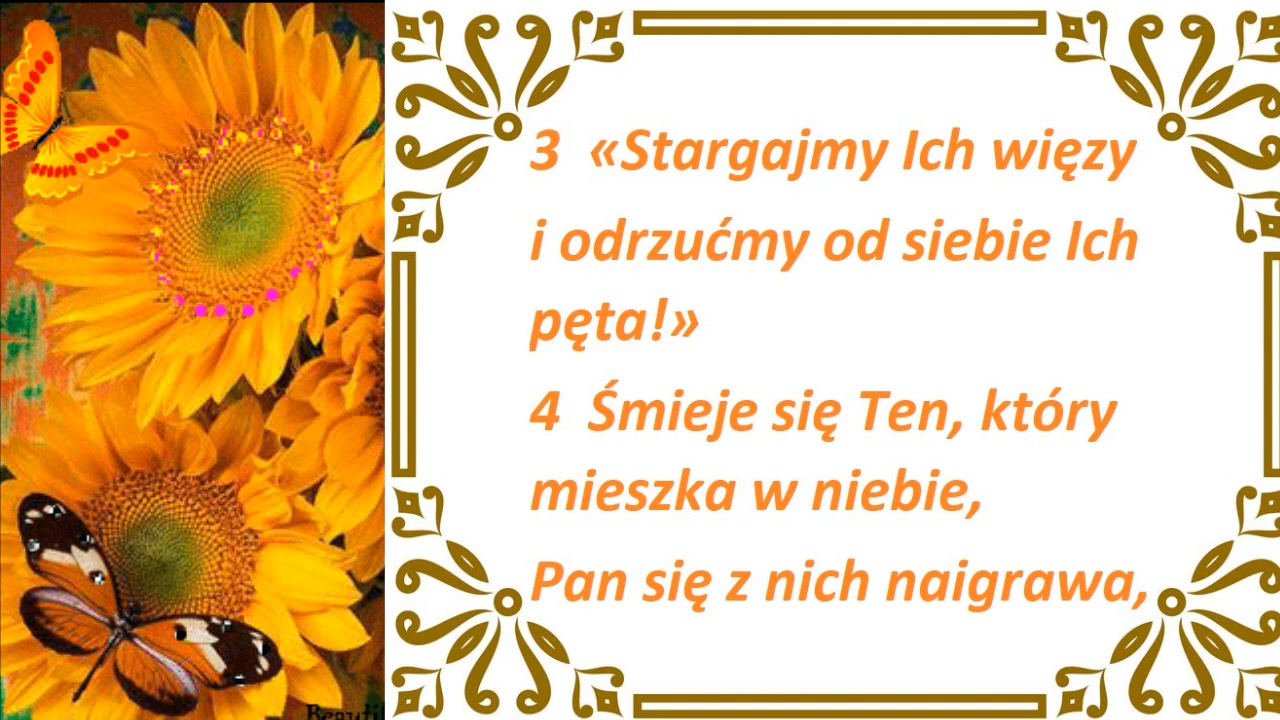 3 «Stargajmy Ich więzy
i odrzućmy od siebie Ich
pęta!»
4 Śmieje się Ten, który
mieszka w niebie,
Pan się z nich naigrawa,